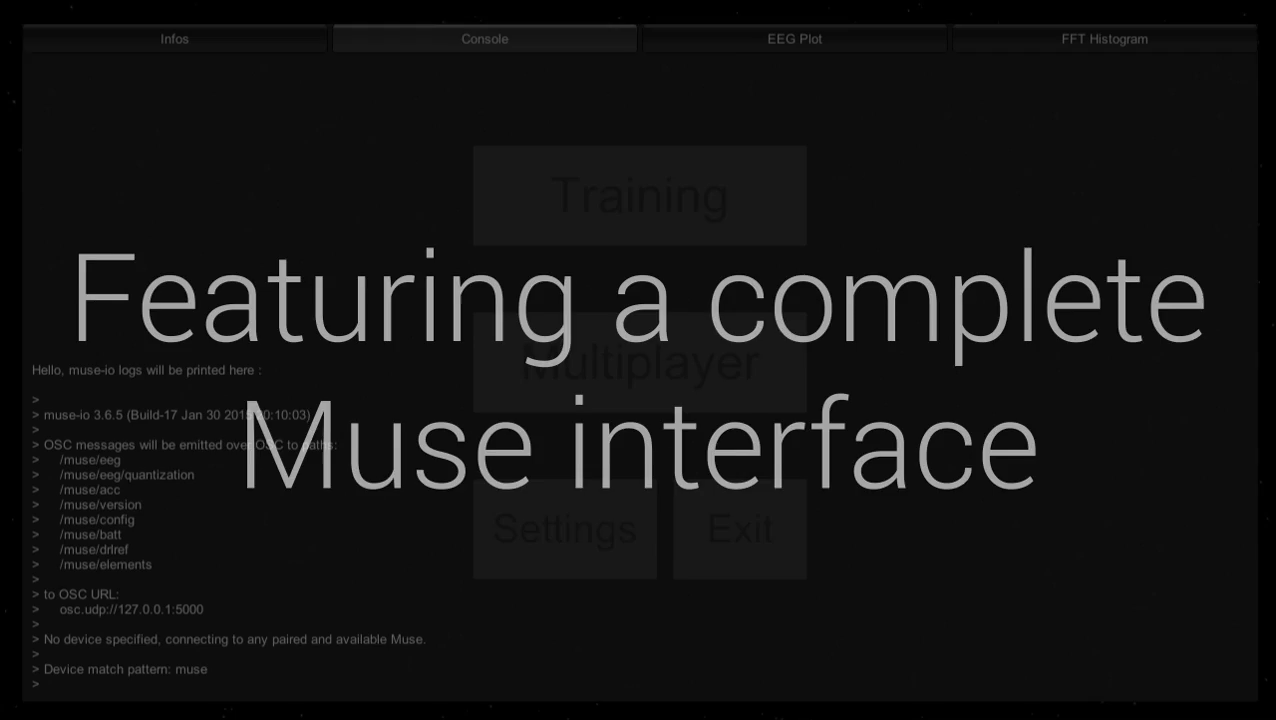 Infos
Console
EEG Plot
FFT Histogram
Training
Featuring a complete
Multiplayer
Muse interface
Hello, muse-io logs will be printed here :
>
> muse-io 3.6.5 (Build-17 Jan 30 2015 20:10:03)
>
> OSC messages will be emitted over OSC to paths:
> /muse/eeg
> /muse/eeg/quantization
> /muse/acc
> /muse/version
> /muse/config
> /muse/batt
> /muse/drlref
> /muse/elements
>
> to OSC URL:
> osc.udp://127.0.0.1:5000
>
> No device specified, connecting to any paired and available Muse.
>
> Device match pattern: muse
>
Settings
Exit